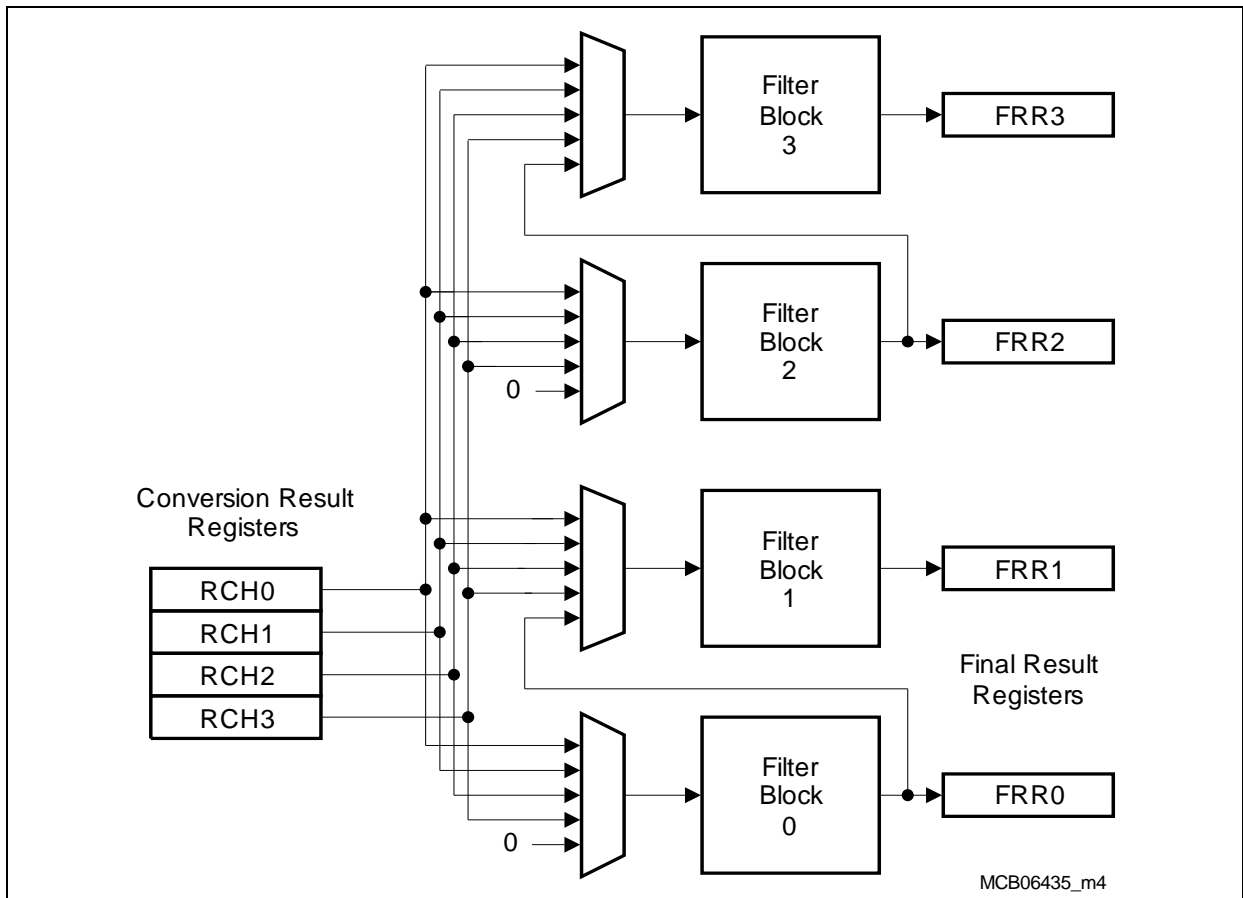 Filter
Block
3
FRR3
Filter
Block
2
FRR2
0
Conversion Result
Registers
RCH0
RCH1
RCH2
RCH3
Filter
Block
1
FRR1
Final Result
Registers
Filter
Block
0
FRR0
0
MCB06435_m4